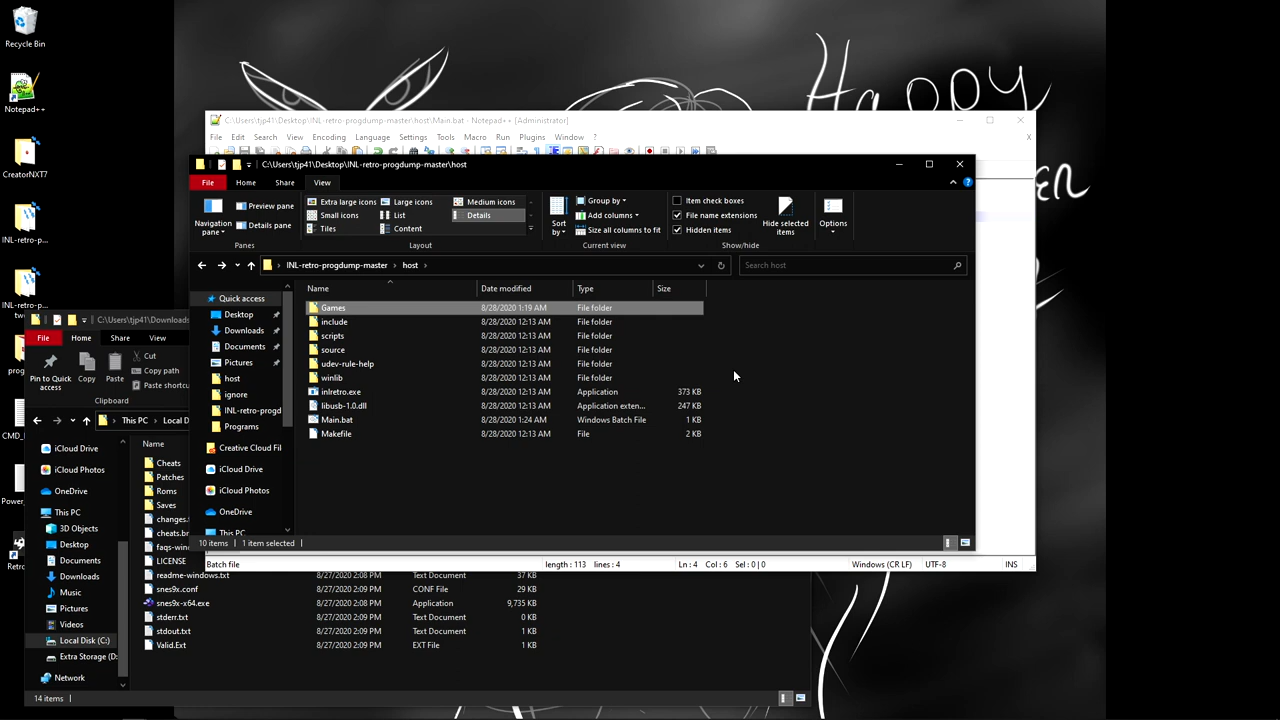 Recycle Bin
Notepad++
CreatorNXT7
INL-retro-p...
INL-retro-p...
Happy
C:\Users\tjp41\Desktop\INL-retro-progdump-master\host\Main.bat - Notepad++ [Administrator]
File Edit Search View Encoding Language Settings Tools Macro Run Plugins Window ?
C:\Users\tjp41\Desktop\INL-retro-progdump-master\host
File Home Share View
Preview pane Extra large icons Large icons Medium icons Group by Item check boxes
Navigation pane Details pane Small icons List Details Sort by Add columns File name extensions Hide selected items Options
Tiles Content Size all columns to fit Hidden items
Panes Layout Current view Show/hide
INL-retro-progdump-master › host › Search host
Name Date modified Type Size
Quick access
Desktop
Downloads
Documents
Pictures
host
ignore
INL-retro-progd
Programs
Creative Cloud Fil
iCloud Drive
iCloud Photos
OneDrive
This PC
Games 8/28/2020 1:19 AM File folder
include 8/28/2020 12:13 AM File folder
scripts 8/28/2020 12:13 AM File folder
source 8/28/2020 12:13 AM File folder
udev-rule-help 8/28/2020 12:13 AM File folder
winlib 8/28/2020 12:13 AM File folder
inlretro.exe 8/28/2020 12:13 AM Application 373 KB
libusb-1.0.dll 8/28/2020 12:13 AM Application exten... 247 KB
Main.bat 8/28/2020 1:24 AM Windows Batch File 1 KB
Makefile 8/28/2020 12:13 AM File 2 KB
10 items 1 item selected
Batch file length : 113 lines : 4 Ln : 4 Col : 6 Sel : 0 | 0 Windows (CR LF) UTF-8 INS
C:\Users\tjp41\Downloads
File Home Share View
Pin to Quick access Copy Paste Cut
Copy path
Paste shortcu
Clipboard
This PC › Local D
Name
iCloud Drive
iCloud Photos
OneDrive
This PC
3D Objects
Desktop
Documents
Downloads
Music
Pictures
Videos
Local Disk (C:)
Extra Storage (D:
Network
Cheats
Patches
Roms
Saves
changes.
cheats.br
faqs-win
LICENSE
readme-windows.txt 8/27/2020 2:08 PM Text Document 37 KB
snes9x.conf 8/27/2020 2:09 PM CONF File 29 KB
snes9x-x64.exe 8/27/2020 2:08 PM Application 9,735 KB
stderr.txt 8/27/2020 2:09 PM Text Document 0 KB
stdout.txt 8/27/2020 2:09 PM Text Document 1 KB
Valid.Ext 8/27/2020 2:09 PM EXT File 1 KB
14 items